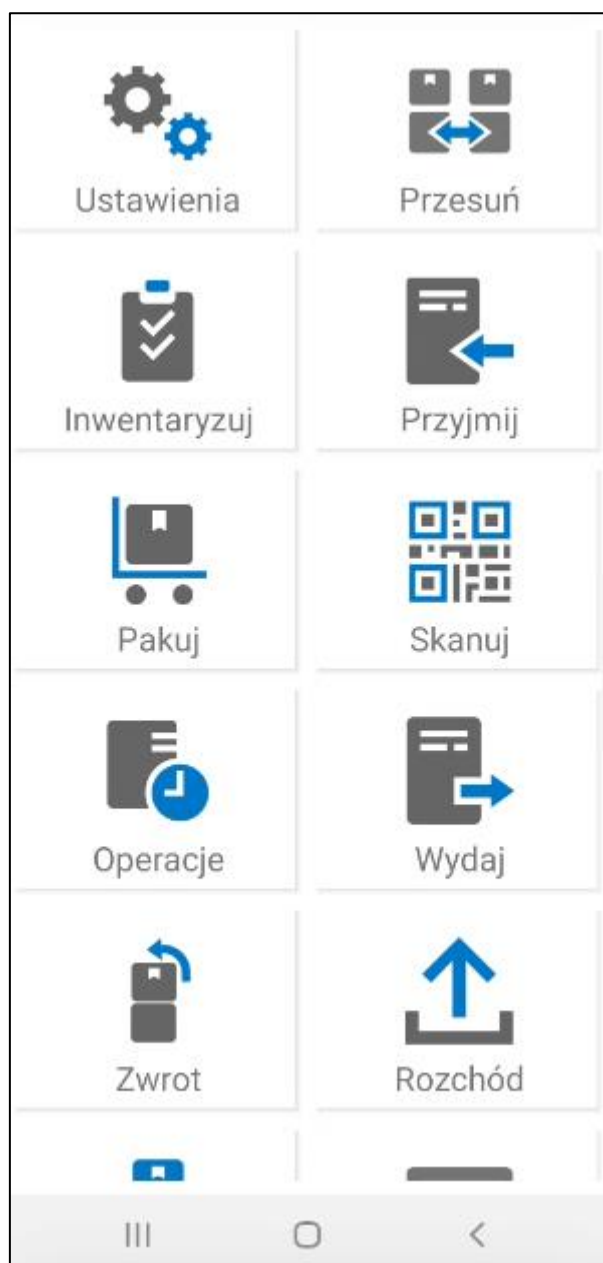 Ustawienia
Przesuń
Inwentaryzuj
Przyjmij
Pakuj
Skanuj
Operacje
Wydaj
Zwrot
Rozchód